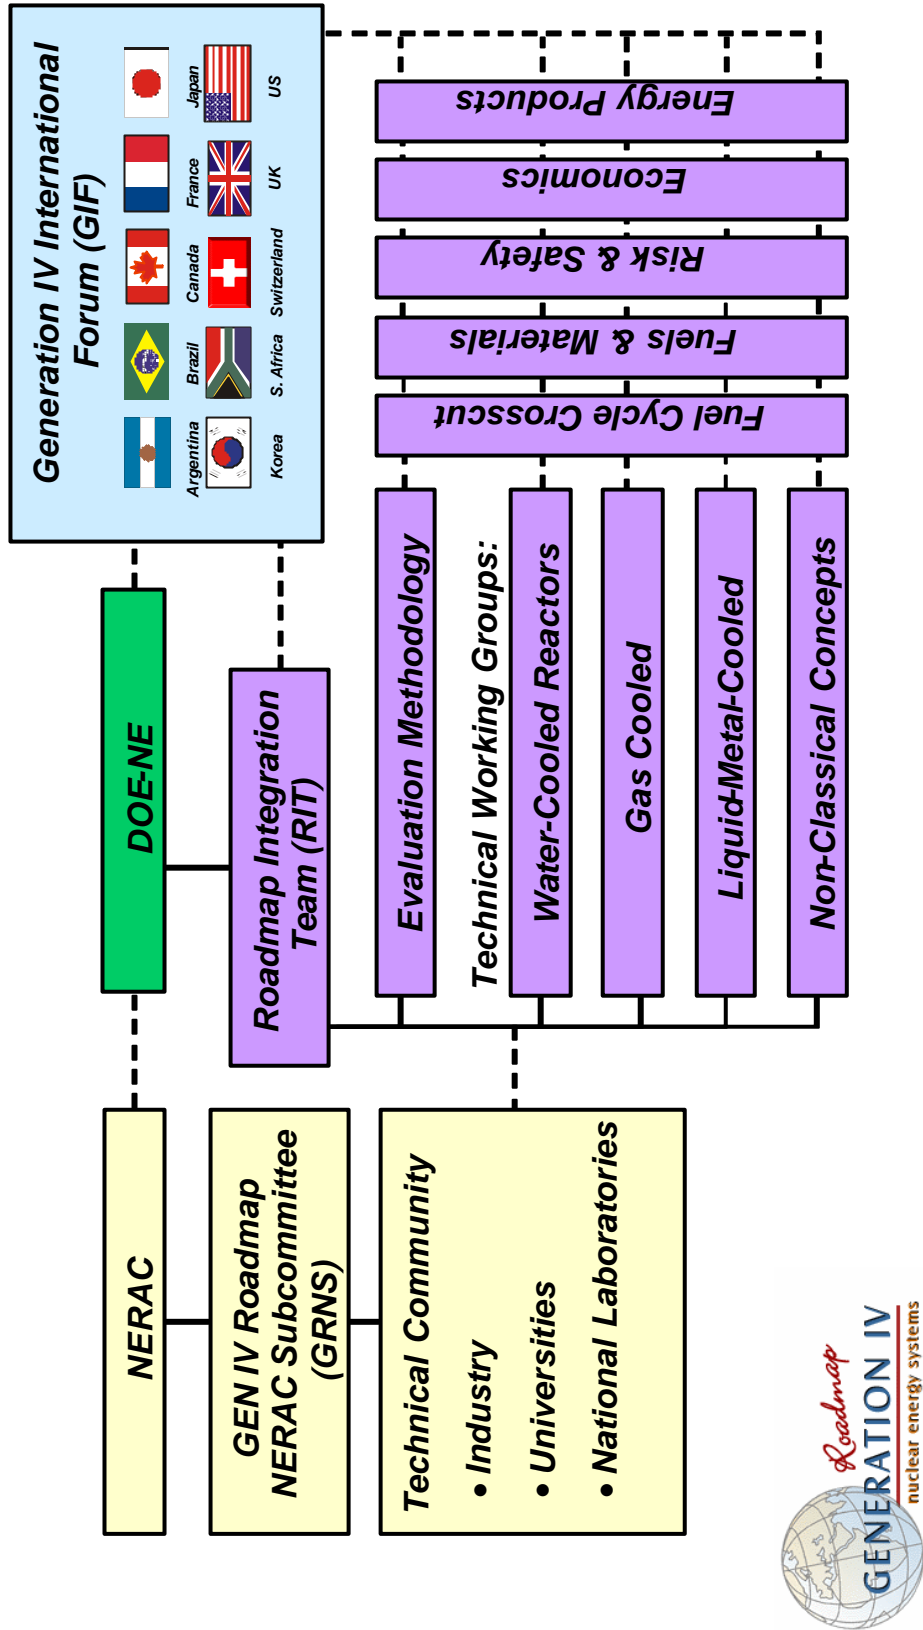 NERAC
GEN IV Roadmap
NERAC Subcommittee
(GRNS)
Technical Community
• Industry
• Universities
• National Laboratories
DOE-NE
Roadmap Integration
Team (RIT)
Generation IV International
Forum (GIF)
Argentina
Brazil
Canada
France
Japan
Korea
S. Africa
Switzerland
UK
US
Evaluation Methodology
Technical Working Groups:
Water-Cooled Reactors
Gas Cooled
Liquid-Metal-Cooled
Non-Classical Concepts
Fuel Cycle Crosscut
Fuels & Materials
Risk & Safety
Economics
Energy Products
Roadmap
GENERATION IV
nuclear energy systems